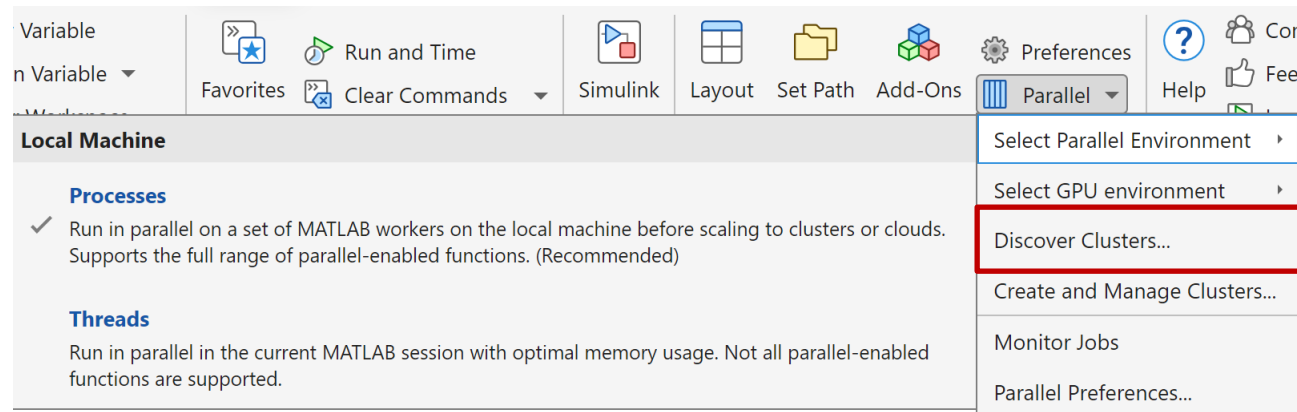 Variable
n Variable
Favorites
Run and Time
Clear Commands
Simulink
Layout
Set Path
Add-Ons
Preferences
Parallel
?
Help
Cor
Fee
Local Machine
Processes
Run in parallel on a set of MATLAB workers on the local machine before scaling to clusters or clouds.
Supports the full range of parallel-enabled functions. (Recommended)
Threads
Run in parallel in the current MATLAB session with optimal memory usage. Not all parallel-enabled
functions are supported.
Select Parallel Environment
Select GPU environment
Discover Clusters...
Create and Manage Clusters...
Monitor Jobs
Parallel Preferences...